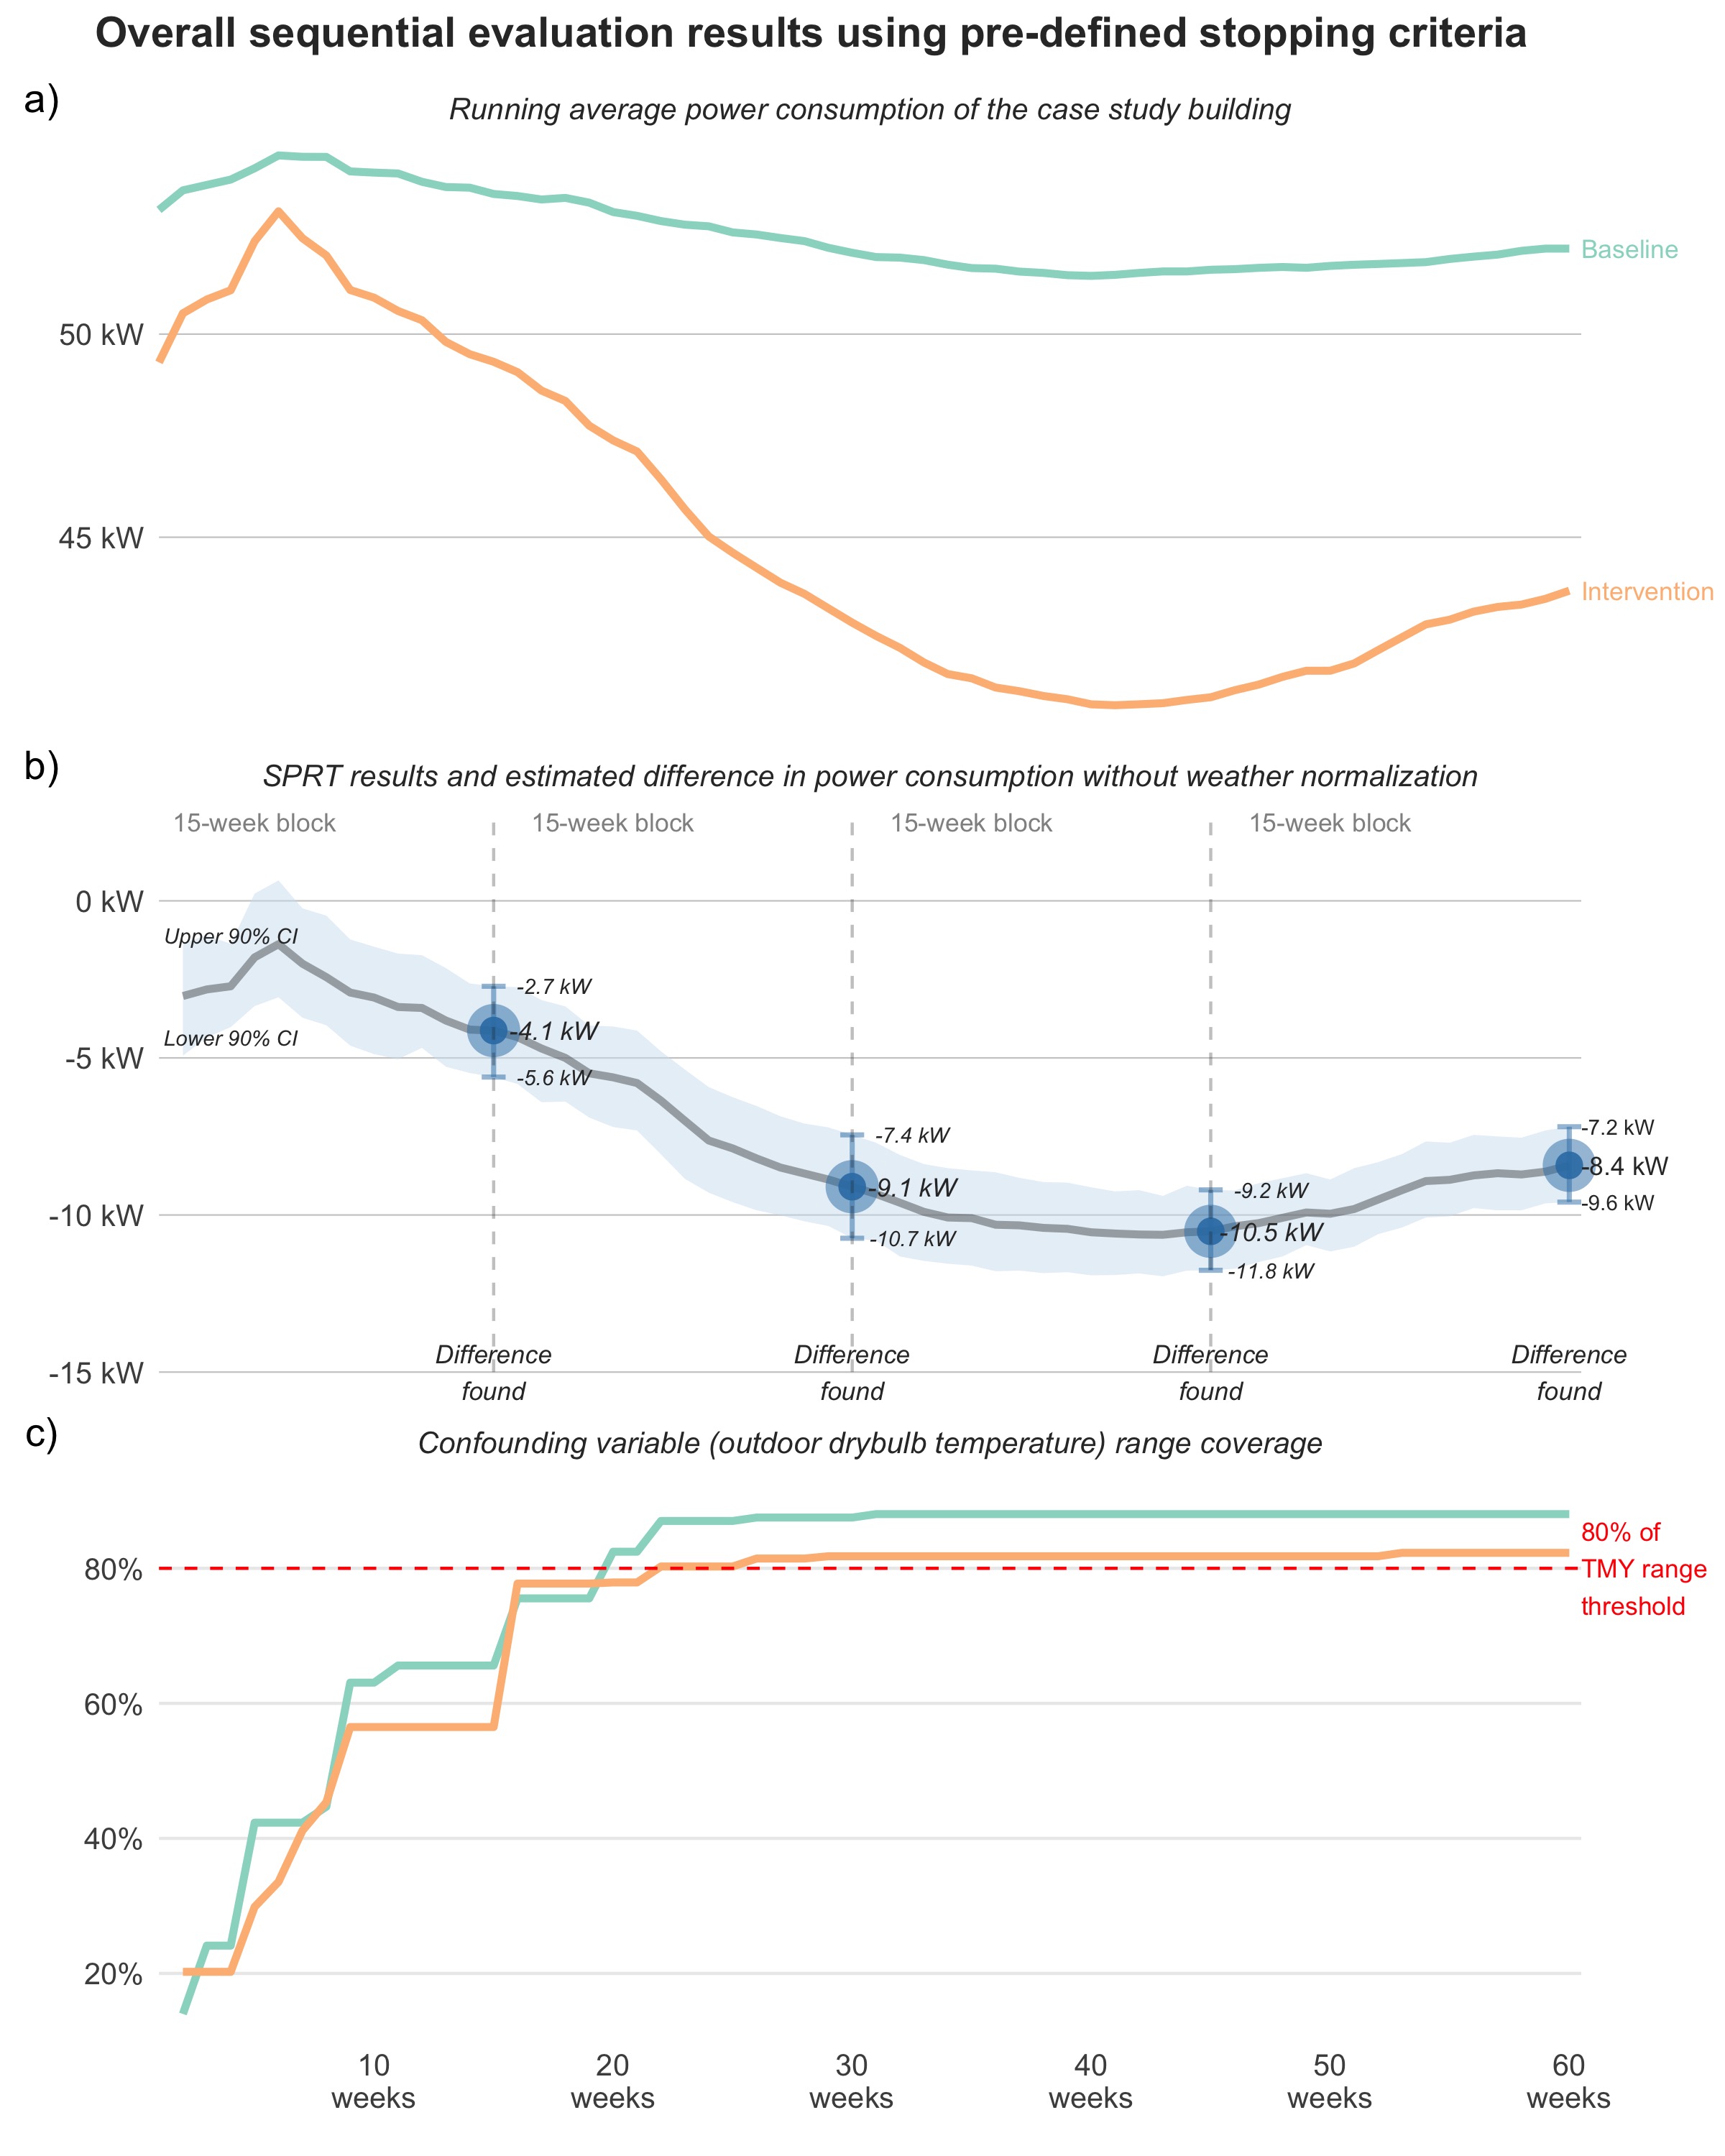 Overall sequential evaluation results using pre-defined stopping criteria
a)
Running average power consumption of the case study building
Baseline
50 kW
45 kW
Intervention
b)
SPRT results and estimated difference in power consumption without weather normalization
15-week block
15-week block
15-week block
15-week block
0 kW
Upper 90% CI
-2.7 kW
-4.1 kW
Lower 90% CI
-5 kW
-5.6 kW
-7.4 kW
-7.2 kW
-8.4 kW
-9.1 kW
-9.2 kW
-9.6 kW
-10 kW
-10.5 kW
-10.7 kW
-11.8 kW
-15 kW
Difference
found
Difference
found
Difference
found
Difference
found
c)
Confounding variable (outdoor drybulb temperature) range coverage
80% of
TMY range
threshold
80%
60%
40%
20%
10
weeks
20
weeks
30
weeks
40
weeks
50
weeks
60
weeks